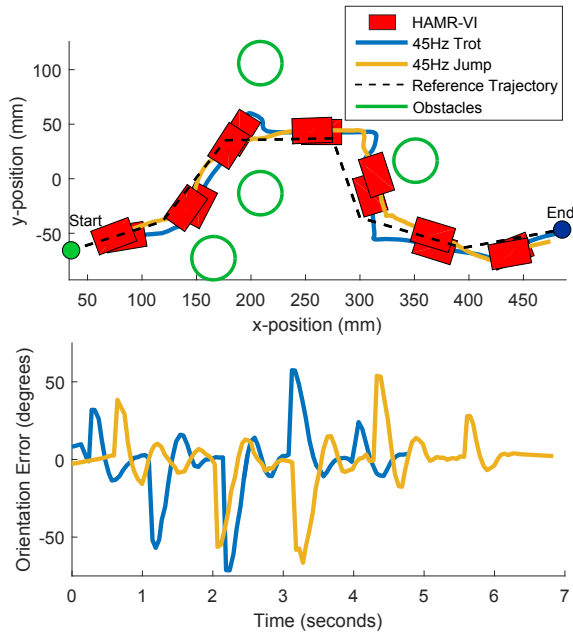 HAMR-VI
45Hz Trot
45Hz Jump
Reference Trajectory
Obstacles
100
50
0
-50
y-position (mm)
Start
End
50 100 150 200 250 300 350 400 450
x-position (mm)
50
0
-50
Orientation Error (degrees)
0 1 2 3 4 5 6 7
Time (seconds)